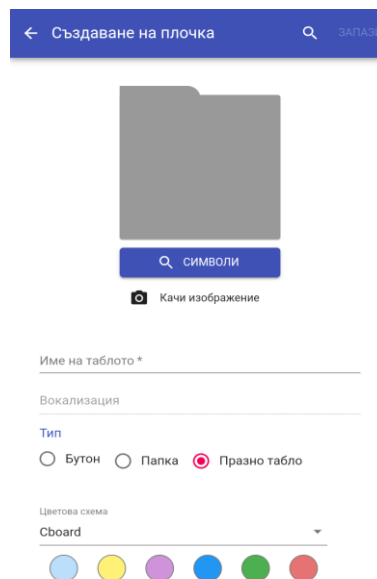 Създаване на плочка
СИМВОЛИ
Качи изображение
Име на таблото *
Вокализация
Тип
Бутон Папка Празно табло
Цветова схема
Cboard